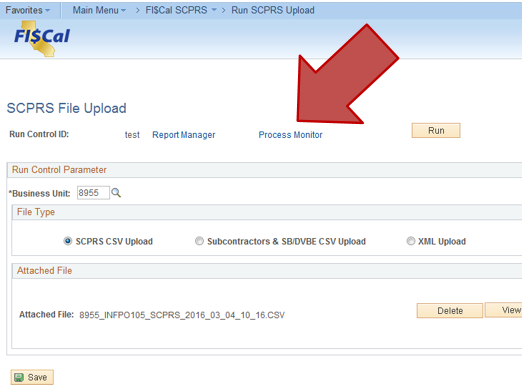 Favorites Main Menu > FI$Cal SCPRS > Run SCPRS Upload
FI$Cal
SCPRS File Upload
Run Control ID: test Report Manager Process Monitor Run
Run Control Parameter
*Business Unit: 8955
File Type
SCPRS CSV Upload Subcontractors & SB/DVBE CSV Upload XML Upload
Attached File
Attached File: 8955_INFPO105_SCPRS_2016_03_04_10_16.CSV Delete View
Save